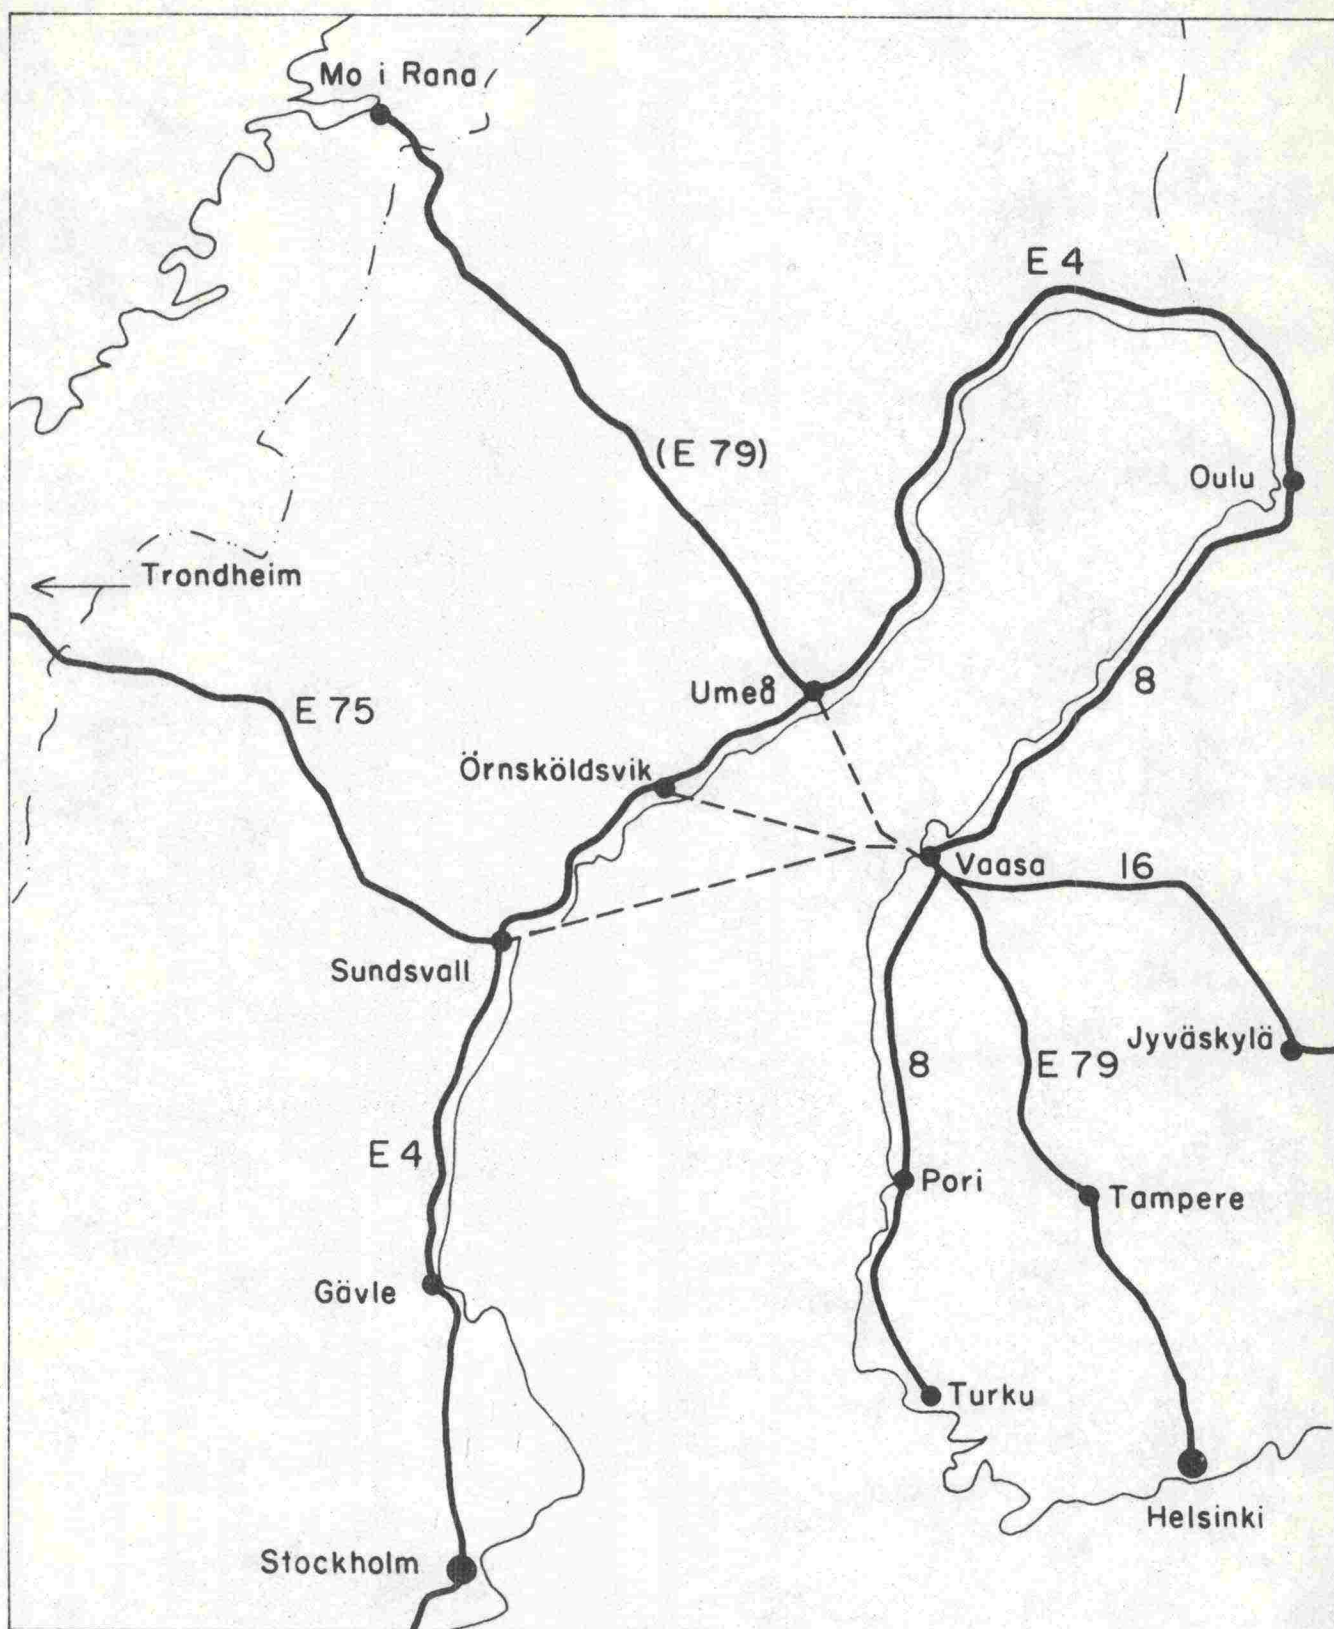 Mo i Rana
E 4
(E 79)
Oulu
Trondheim
8
Umeå
E 75
Örnsköldsvik
Vaasa
16
Sundsvall
Jyväskylä
8
E 79
E 4
Pori
Tampere
Gävle
Turku
Helsinki
Stockholm